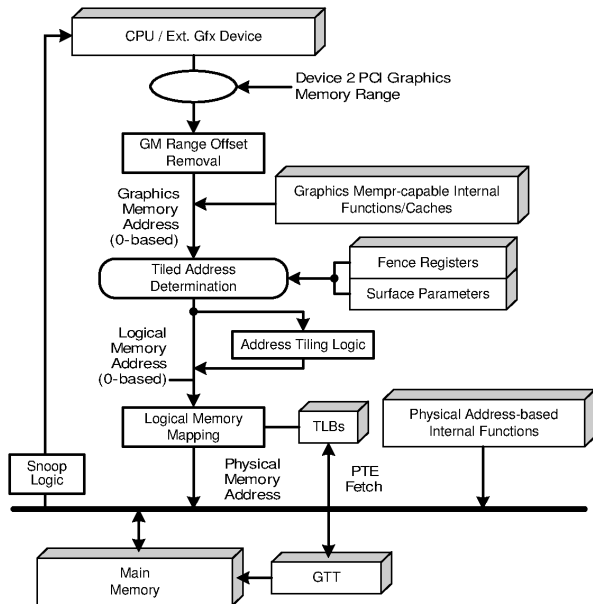 CPU / Ext. Gfx Device
Device 2 PCI Graphics
Memory Range
GM Range Offset
Removal
Graphics
Memory
Address
(0-based)
Graphics Mempr-capable Internal
Functions/Caches
Tiled Address
Determination
Fence Registers
Surface Parameters
Logical
Memory
Address
(0-based)
Address Tiling Logic
Logical Memory
Mapping
TLBs
Physical Address-based
Internal Functions
Snoop
Logic
Physical
Memory
Address
PTE
Fetch
Main
Memory
GTT